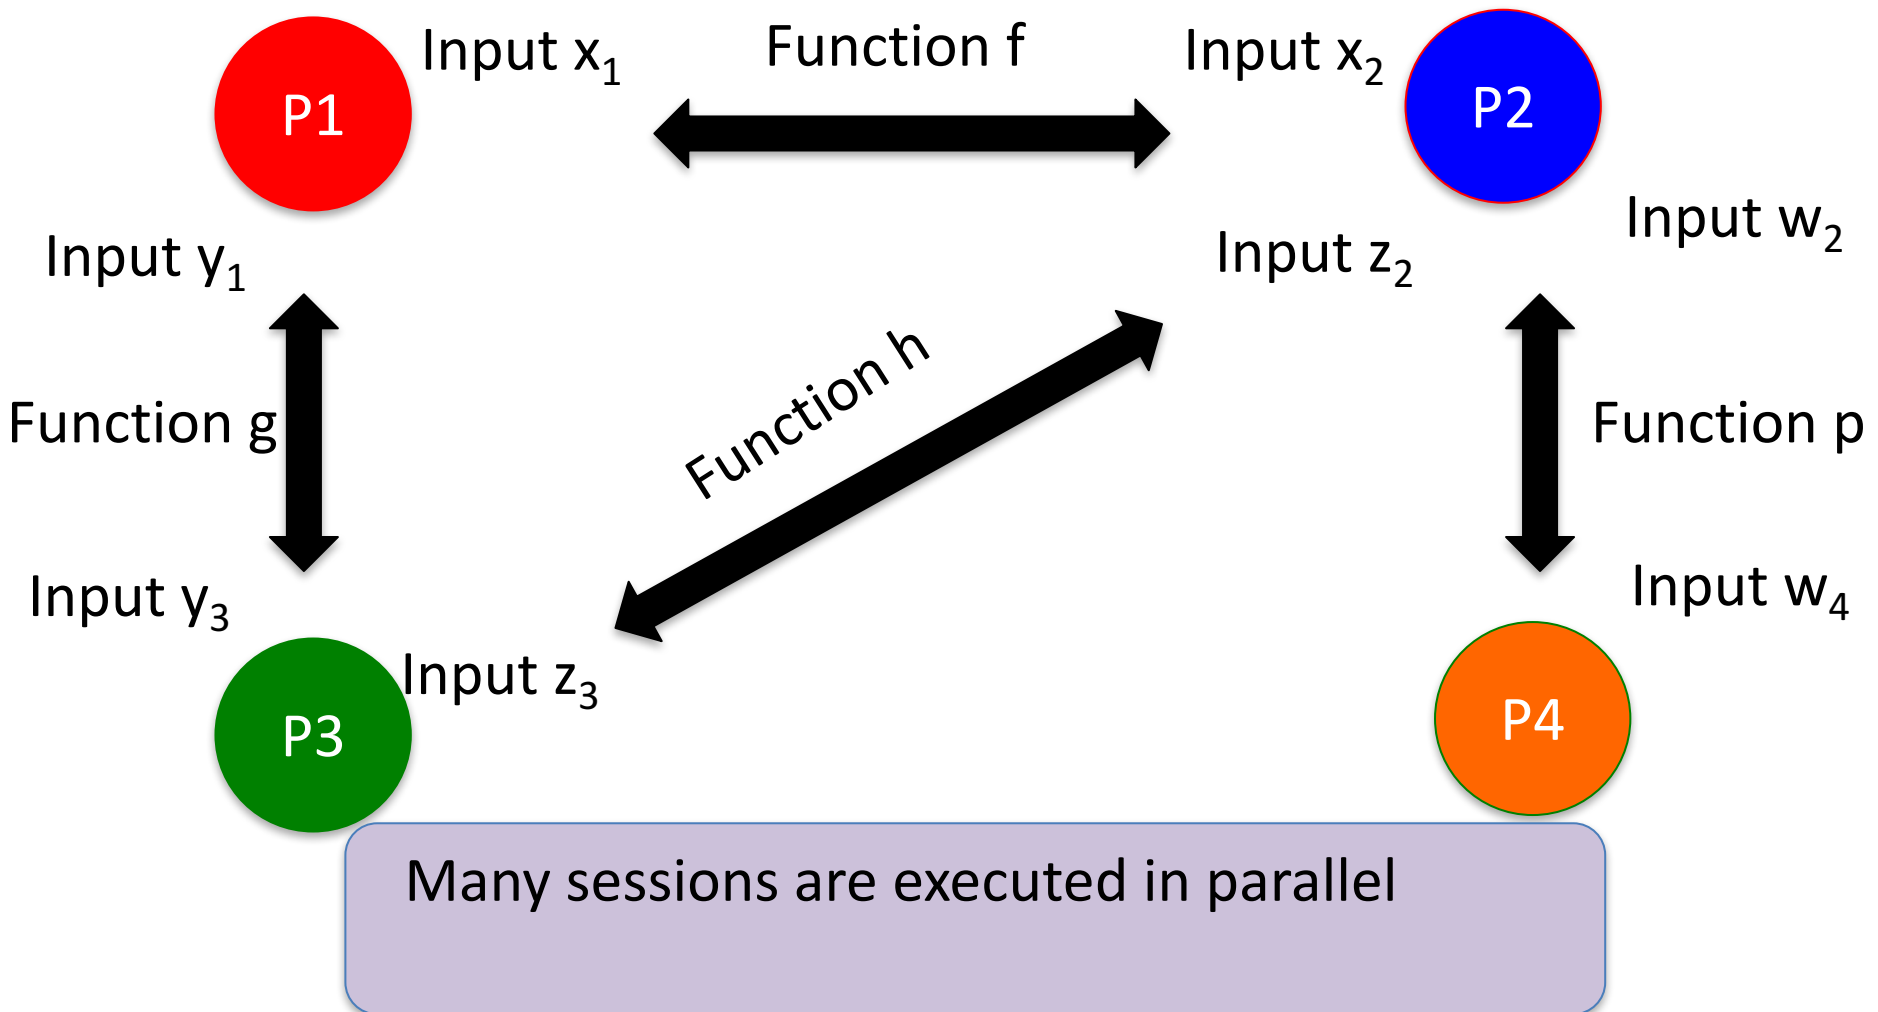 P1
Input x₁
Function f
Input x₂
P2
Input y₁
Input z₂
Input w₂
Function g
Function h
Function p
Input y₃
Input z₃
Input w₄
P3
P4
Many sessions are executed in parallel